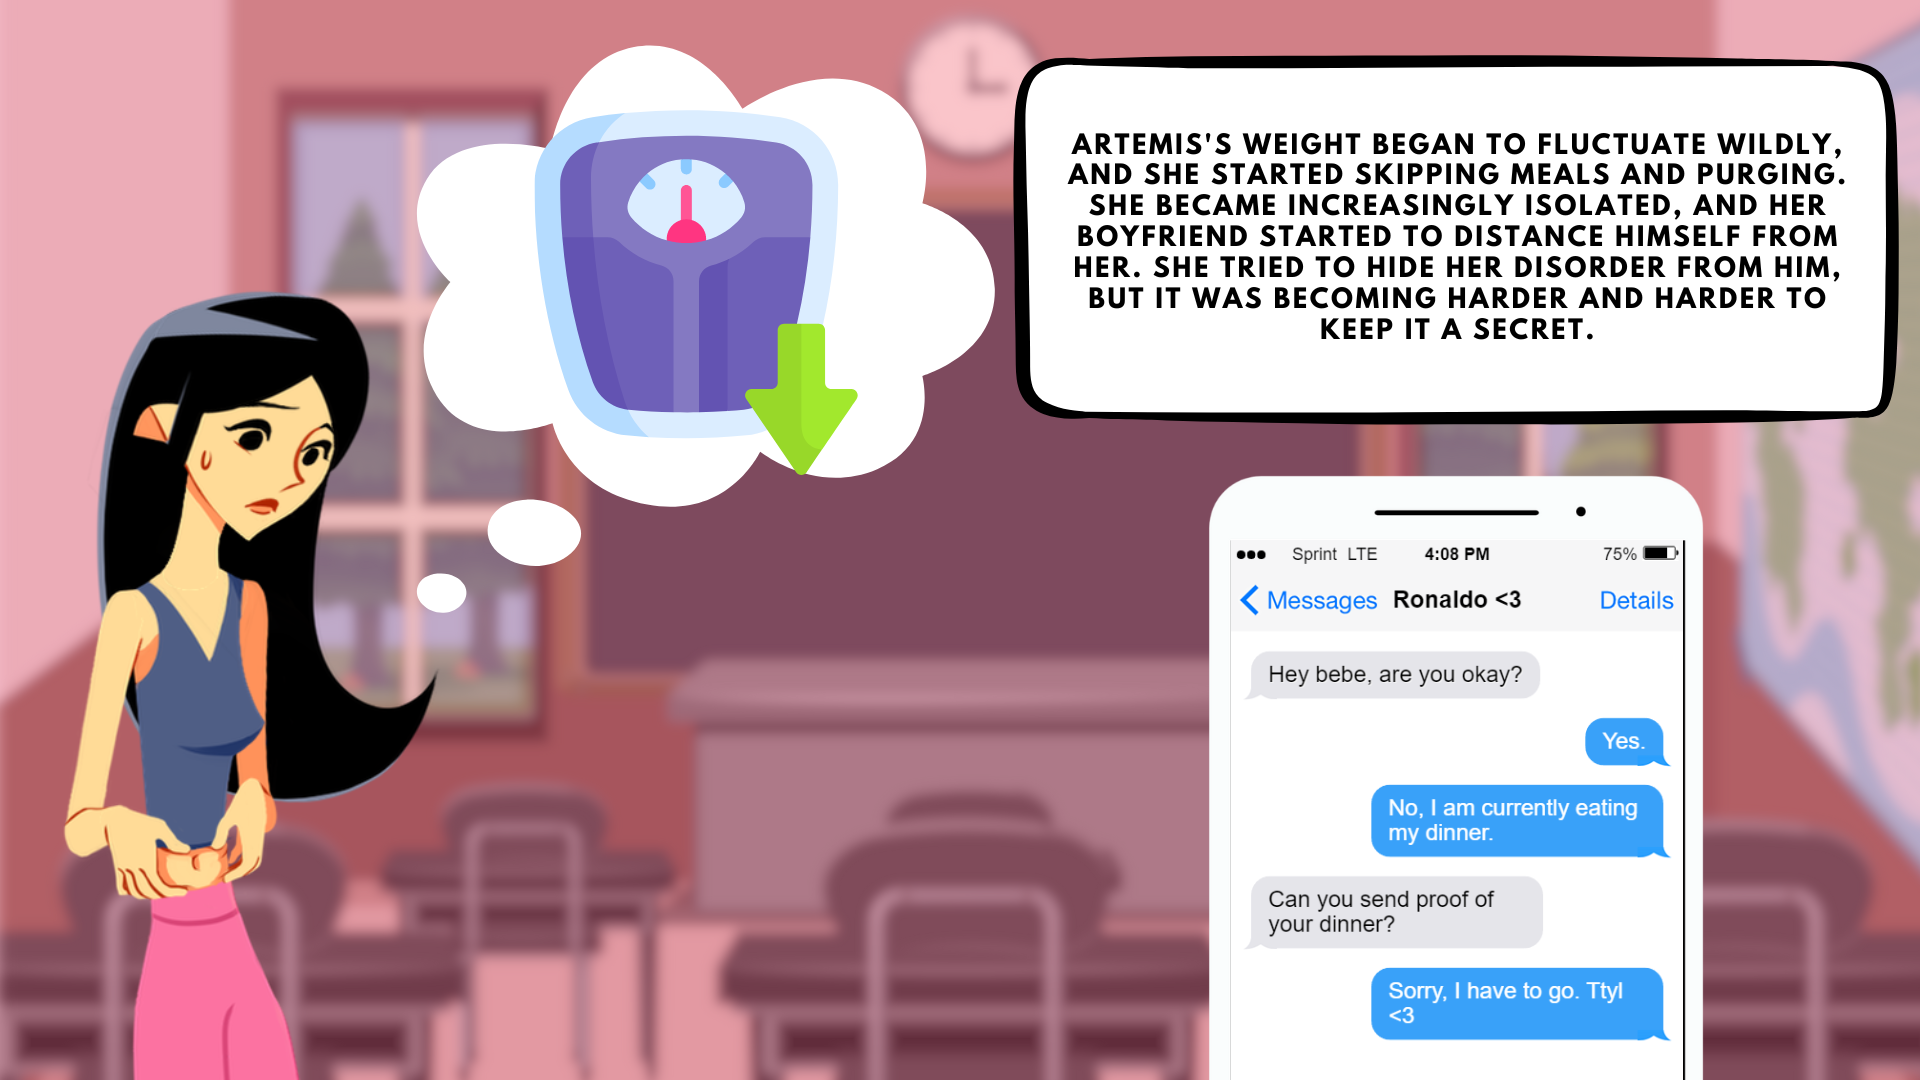 ARTEMIS'S WEIGHT BEGAN TO FLUCTUATE WILDLY,
AND SHE STARTED SKIPPING MEALS AND PURGING.
SHE BECAME INCREASINGLY ISOLATED, AND HER
BOYFRIEND STARTED TO DISTANCE HIMSELF FROM
HER. SHE TRIED TO HIDE HER DISORDER FROM HIM,
BUT IT WAS BECOMING HARDER AND HARDER TO
KEEP IT A SECRET.
Sprint LTE 4:08 PM 75%
Messages Ronaldo <3 Details
Hey bebe, are you okay?
Yes.
No, I am currently eating
my dinner.
Can you send proof of
your dinner?
Sorry, I have to go. Ttyl
<3